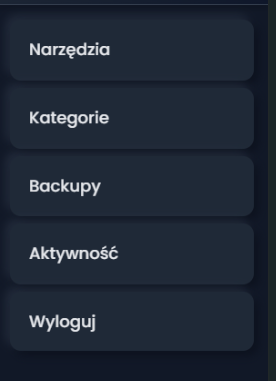 Narzędzia
Kategorie
Backupy
Aktywność
Wyloguj